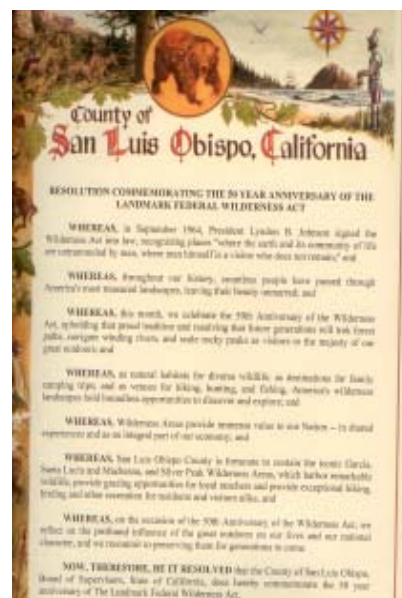 County of
San Luis Obispo, California
RESOLUTION COMMEMORATING THE 50 YEAR ANNIVERSARY OF THE
LANDMARK FEDERAL WILDERNESS ACT
WHEREAS, in September 1964, President Lyndon B. Johnson signed the
Wilderness Act into law, recognizing places "where the earth and its community of life
are untrammeled by man, where man himself is a visitor who does not remain;" and
WHEREAS, throughout our history, countless people have passed through
America's most treasured landscapes, leaving their beauty unmarred; and
WHEREAS, this month, we celebrate the 50th Anniversary of the Wilderness
Act, upholding that proud tradition and resolving that future generations will trek forest
paths, navigate winding rivers, and scale rocky peaks as visitors to the majesty of our
great outdoors; and
WHEREAS, as natural habitats for diverse wildlife; as destinations for family
camping trips; and as venues for hiking, hunting, and fishing, America's wilderness
landscapes hold boundless opportunities to discover and explore; and
WHEREAS, Wilderness Areas provide immense value to our Nation – in shared
experiences and as an integral part of our economy; and
WHEREAS, San Luis Obispo County is fortunate to contain the iconic Garcia,
Santa Lucia and Machesna, and Silver Peak Wilderness Areas, which harbor remarkable
wildlife, provide grazing opportunities for local ranchers and provide exceptional hiking,
birding and other recreation for residents and visitors alike, and
WHEREAS, on the occasion of the 50th Anniversary of the Wilderness Act, we
reflect on the profound influence of the great outdoors on our lives and our national
character, and we recommit to preserving them for generations to come.
NOW, THEREFORE, BE IT RESOLVED that the County of San Luis Obispo,
Board of Supervisors, State of California, does hereby commemorate the 50 year
anniversary of The Landmark Federal Wilderness Act.